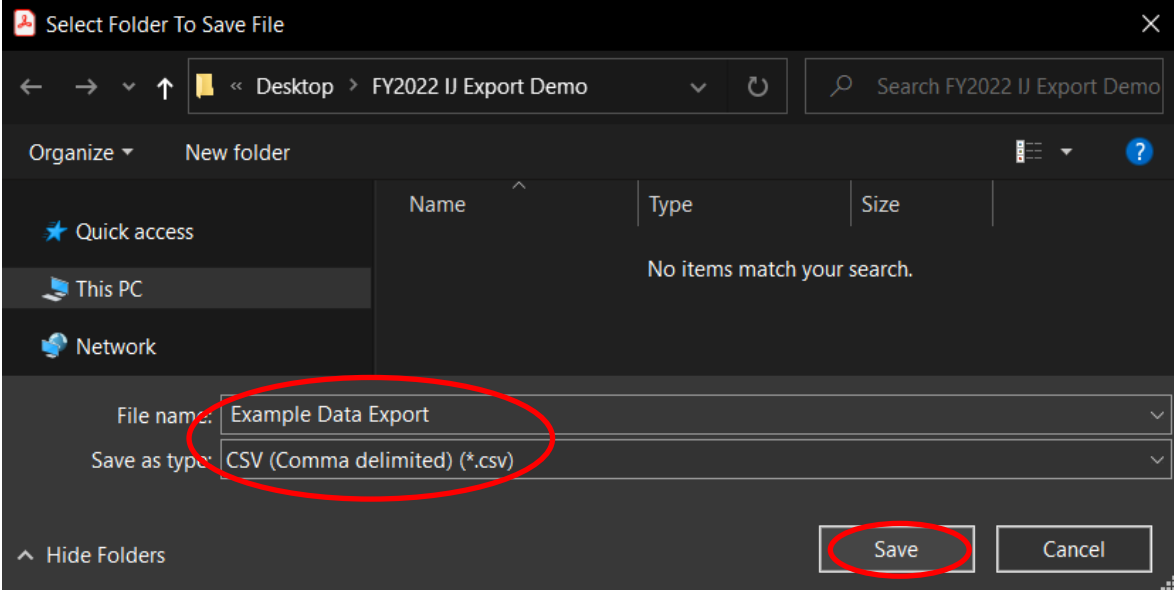 Select Folder To Save File
« Desktop > FY2022 IJ Export Demo
Search FY2022 IJ Export Demo
Organize
New folder
?
Name
Type
Size
Quick access
No items match your search.
This PC
Network
File name: Example Data Export
Save as type: CSV (Comma delimited) (*.csv)
Hide Folders
Save
Cancel